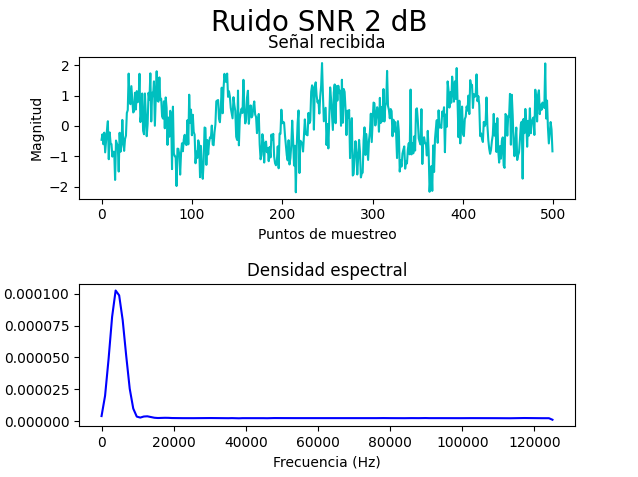 Ruido SNR 2 dB
Señal recibida
Magnitud
2
1
0
−1
−2
0 100 200 300 400 500
Puntos de muestreo
Densidad espectral
0.000100
0.000075
0.000050
0.000025
0.000000
0 20000 40000 60000 80000 100000 120000
Frecuencia (Hz)